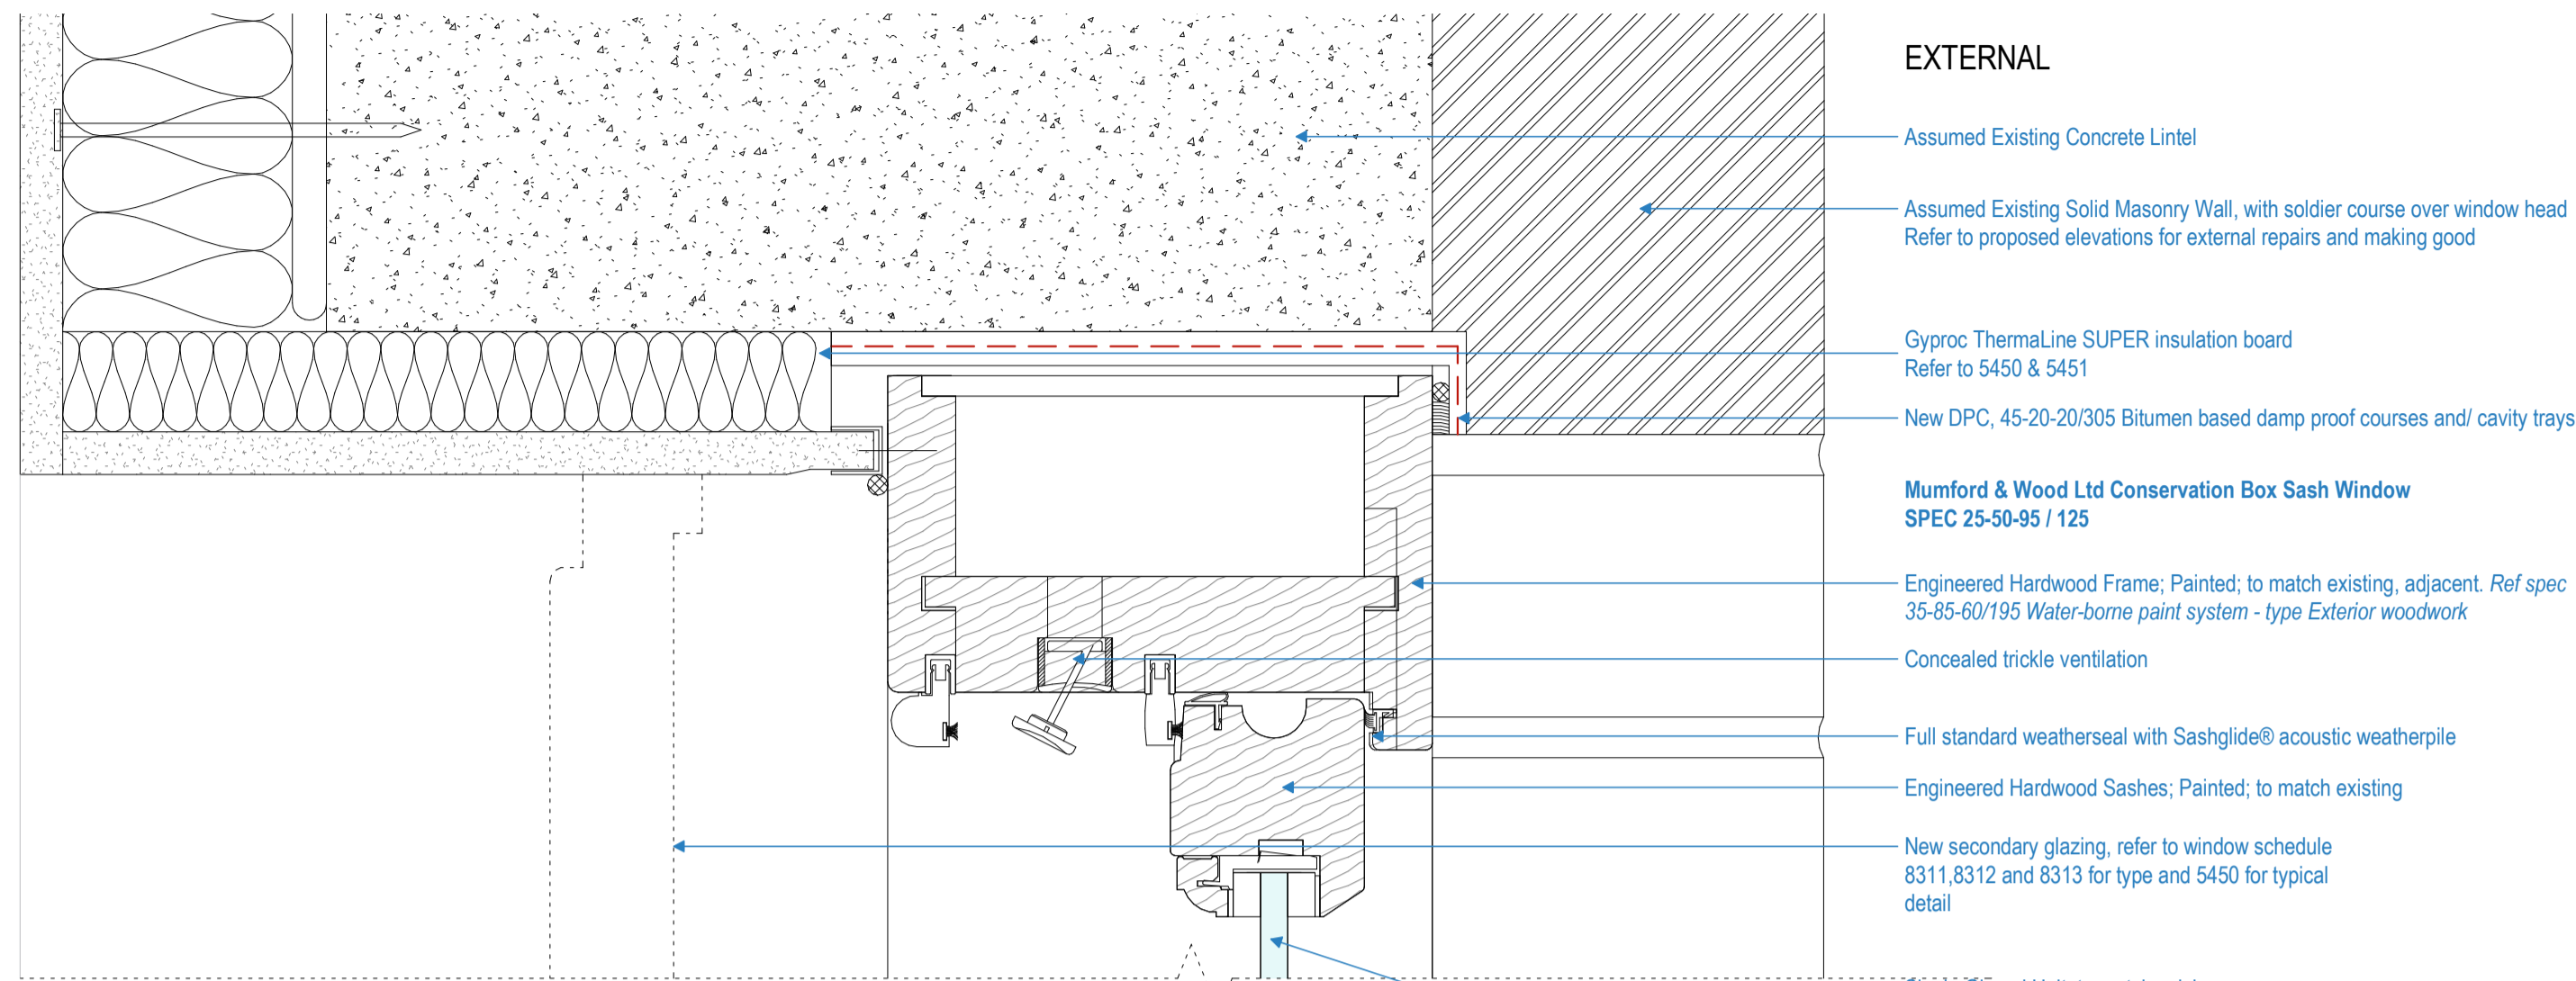 EXTERNAL
Assumed Existing Concrete Lintel
Assumed Existing Solid Masonry Wall, with soldier course over window head
Refer to proposed elevations for external repairs and making good
Gyproc ThermaLine SUPER insulation board
Refer to 5450 & 5451
New DPC, 45-20-20/305 Bitumen based damp proof courses and/ cavity trays
Mumford & Wood Ltd Conservation Box Sash Window
SPEC 25-50-95 / 125
Engineered Hardwood Frame; Painted; to match existing, adjacent. Ref spec
35-85-60/195 Water-borne paint system - type Exterior woodwork
Concealed trickle ventilation
Full standard weatherseal with Sashglide® acoustic weatherpile
Engineered Hardwood Sashes; Painted; to match existing
New secondary glazing, refer to window schedule
8311,8312 and 8313 for type and 5450 for typical
detail